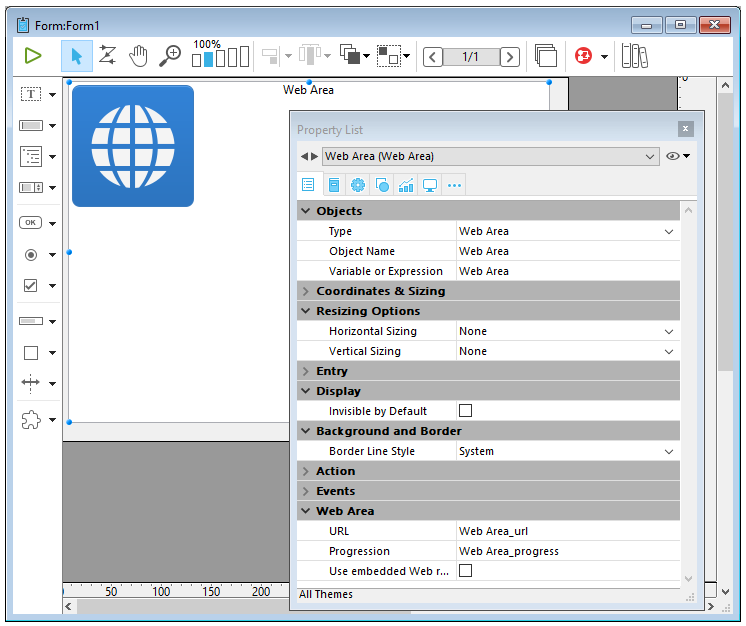 Form:Form1
100%
1/1
T
OK
Web Area
Property List
Web Area (Web Area)
Objects
Type Web Area
Object Name Web Area
Variable or Expression Web Area
Coordinates & Sizing
Resizing Options
Horizontal Sizing None
Vertical Sizing None
Entry
Display
Invisible by Default
Background and Border
Border Line Style System
Action
Events
Web Area
URL Web Area_url
Progression Web Area_progress
Use embedded Web r...
All Themes
50 100 150 200